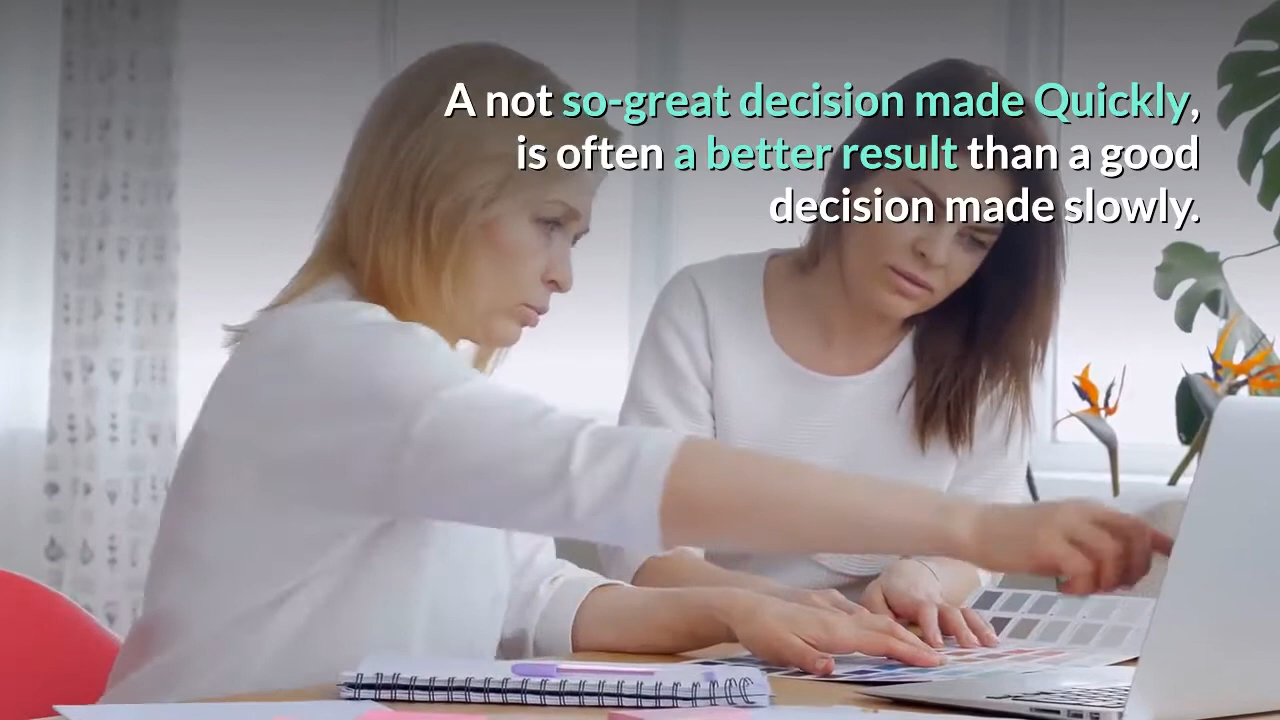 A not so-great decision made Quickly,
is often a better result than a good
decision made slowly.